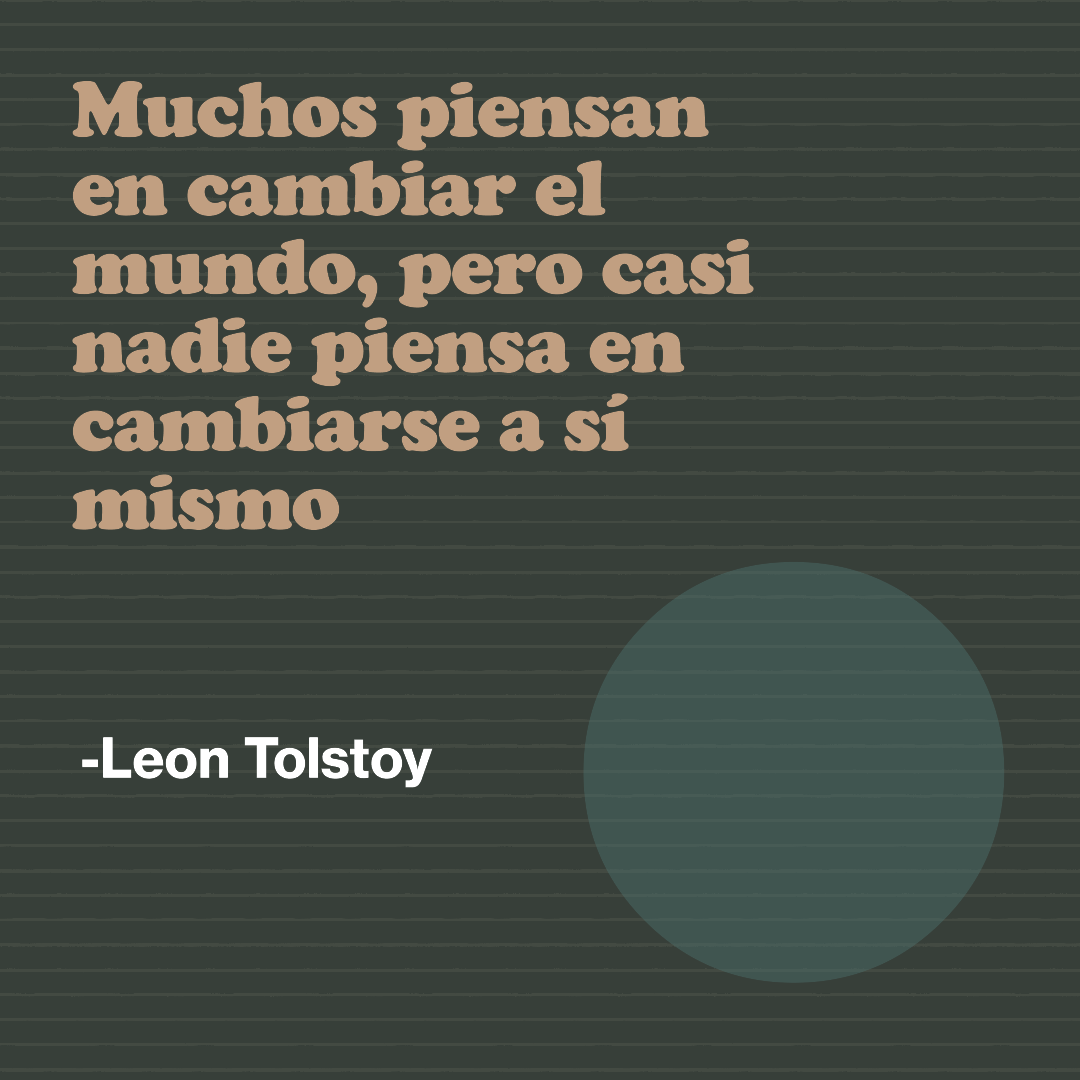 Muchos piensan
en cambiar el
mundo, pero casi
nadie piensa en
cambiarse a sí
mismo
-Leon Tolstoy